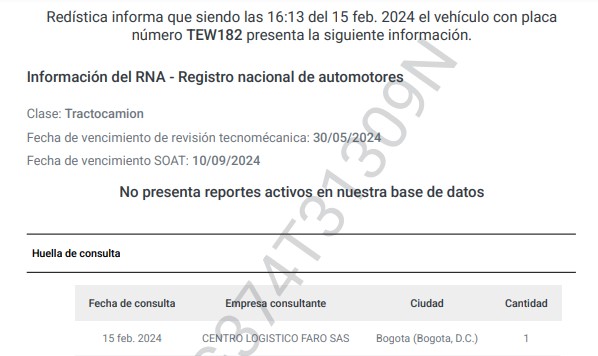 Redística informa que siendo las 16:13 del 15 feb. 2024 el vehículo con placa
número TEW182 presenta la siguiente información.
Información del RNA - Registro nacional de automotores
Clase: Tractocamion
Fecha de vencimiento de revisión tecnomécanica: 30/05/2024
Fecha de vencimiento SOAT: 10/09/2024
No presenta reportes activos en nuestra base de datos
Huella de consulta
Fecha de consulta Empresa consultante Ciudad Cantidad
15 feb. 2024 CENTRO LOGISTICO FARO SAS Bogota (Bogota, D.C.) 1